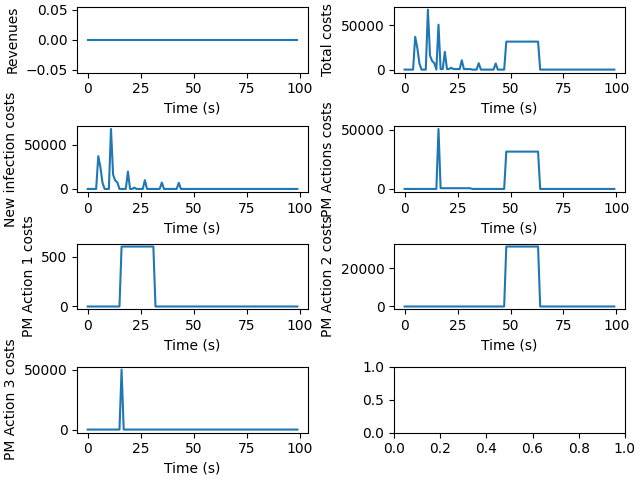 Revenues
0.05
0.00
−0.05
0 25 50 75 100
Time (s)
Total costs
50000
0
0 25 50 75 100
Time (s)
New infection costs
50000
0
0 25 50 75 100
Time (s)
PM Actions costs
50000
0
0 25 50 75 100
Time (s)
PM Action 1 costs
500
0
0 25 50 75 100
Time (s)
PM Action 2 costs
20000
0
0 25 50 75 100
Time (s)
PM Action 3 costs
50000
0
0 25 50 75 100
Time (s)
1.0
0.5
0.0
0.0 0.2 0.4 0.6 0.8 1.0